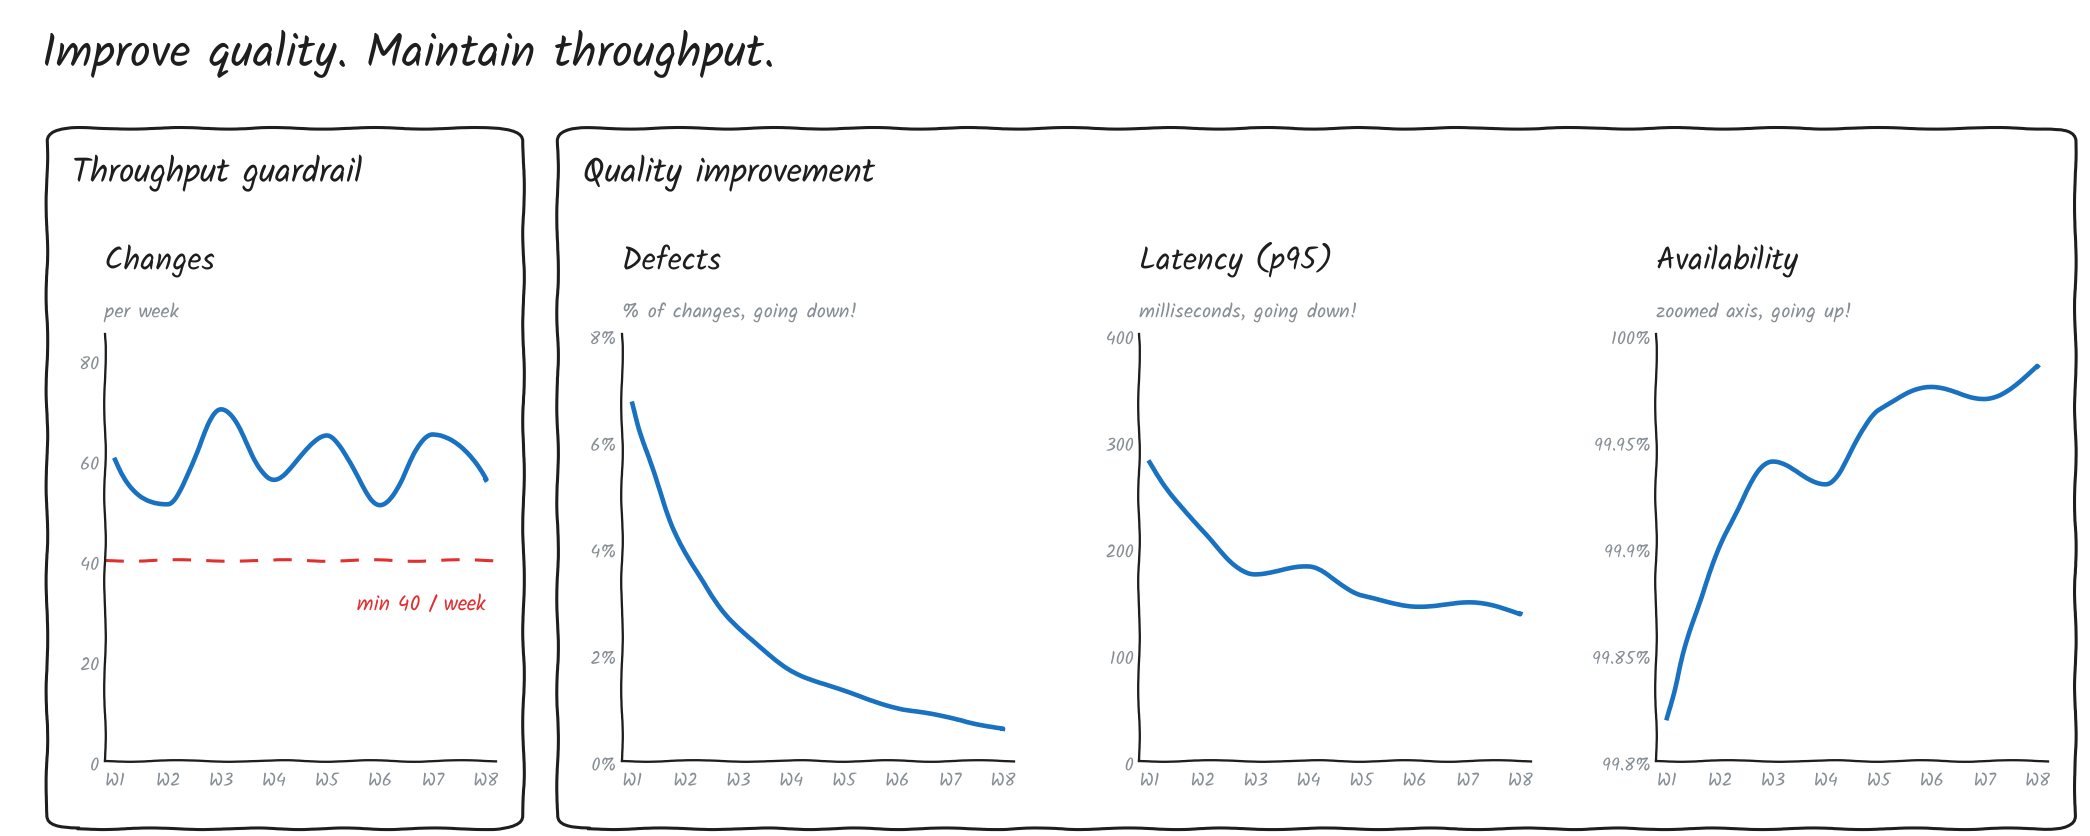 Improve quality. Maintain throughput.
Throughput guardrail
Changes
per week
80
60
40
20
0
min 40 / week
W1 W2 W3 W4 W5 W6 W7 W8
Quality improvement
Defects
% of changes, going down!
8%
6%
4%
2%
0%
W1 W2 W3 W4 W5 W6 W7 W8
Latency (p95)
milliseconds, going down!
400
300
200
100
0
W1 W2 W3 W4 W5 W6 W7 W8
Availability
zoomed axis, going up!
100%
99.95%
99.9%
99.85%
99.8%
W1 W2 W3 W4 W5 W6 W7 W8